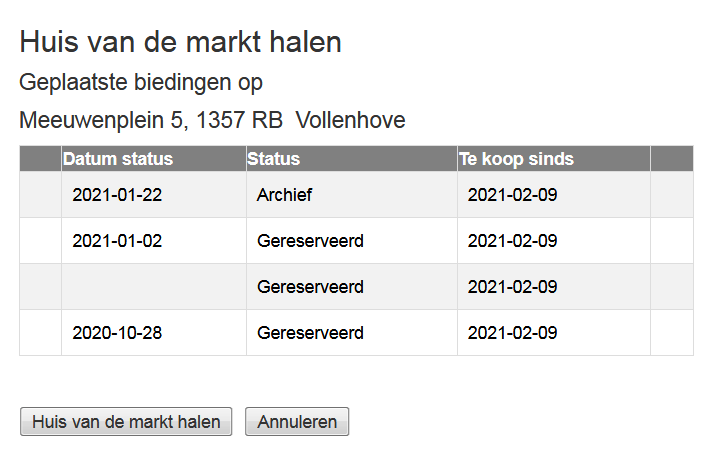 Huis van de markt halen
Geplaatste biedingen op
Meeuwenplein 5, 1357 RB  Vollenhove
Datum status Status Te koop sinds
2021-01-22 Archief 2021-02-09
2021-01-02 Gereserveerd 2021-02-09
Gereserveerd 2021-02-09
2020-10-28 Gereserveerd 2021-02-09
Huis van de markt halen Annuleren